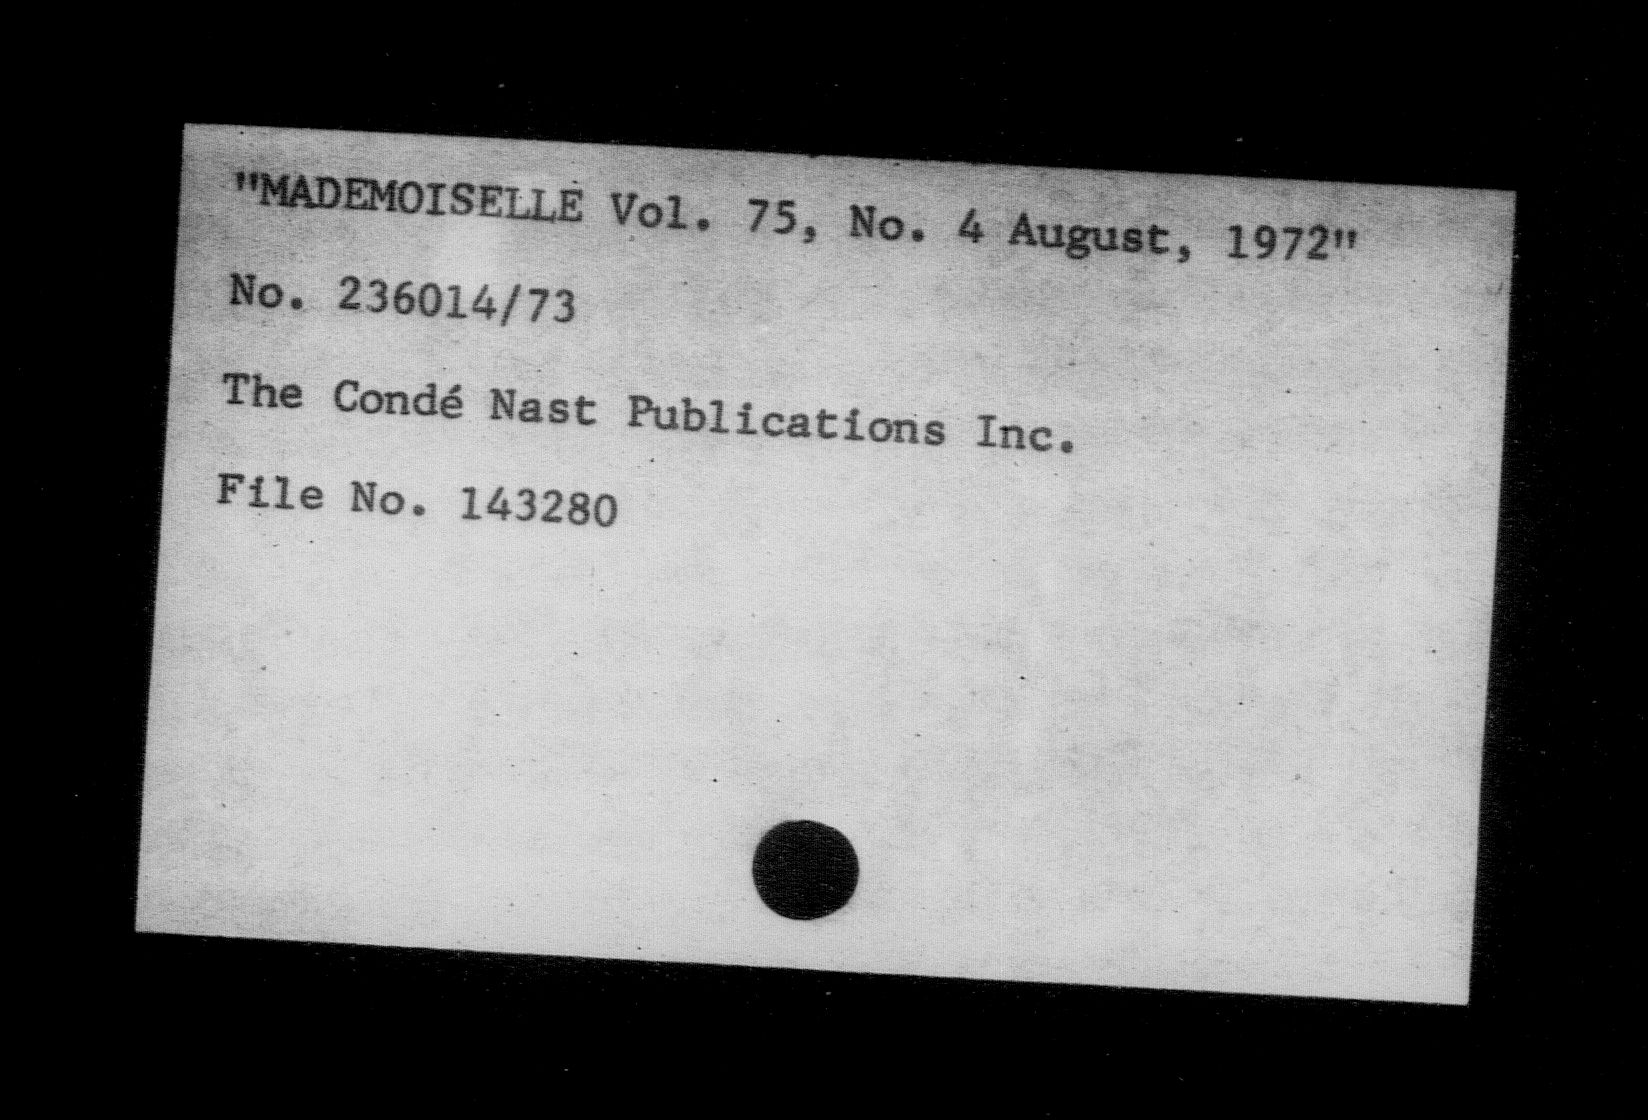 "MADEMOISELLE Vol. 75, No. 4 August, 1972"
No. 236014/73
The Condé Nast Publications Inc.
File No. 143280